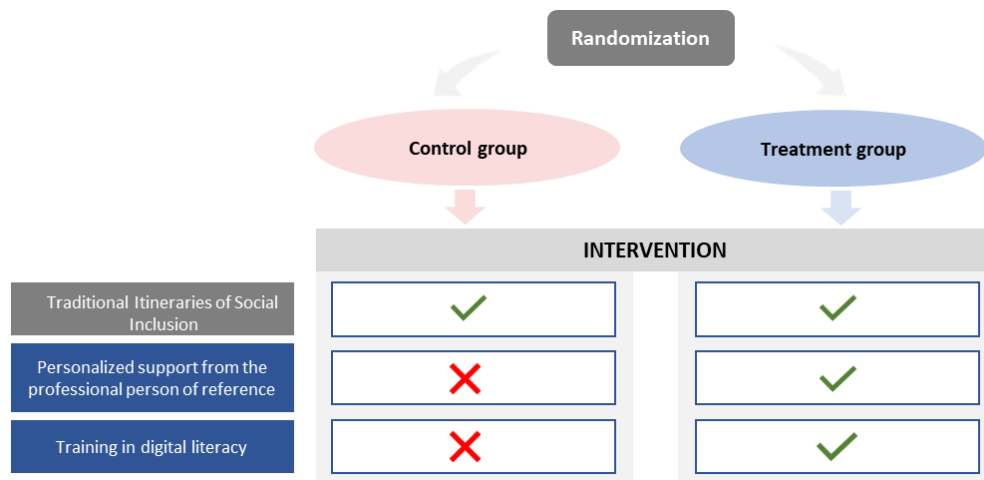 Randomization
Control group
Treatment group
INTERVENTION
Traditional Itineraries of Social
Inclusion
Personalized support from the
professional person of reference
Training in digital literacy